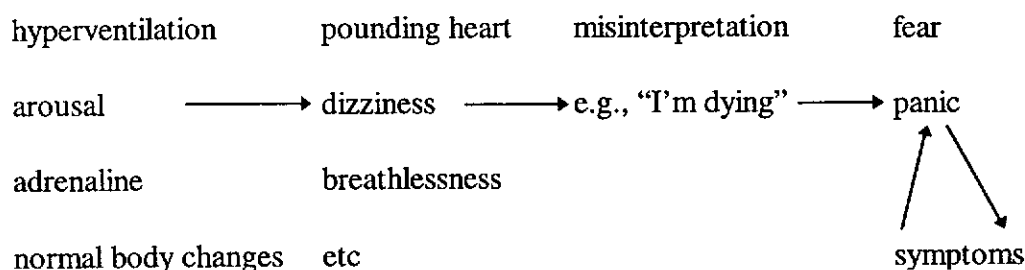 hyperventilation pounding heart misinterpretation fear
arousal dizziness e.g., “I'm dying” panic
adrenaline breathlessness
normal body changes etc symptoms